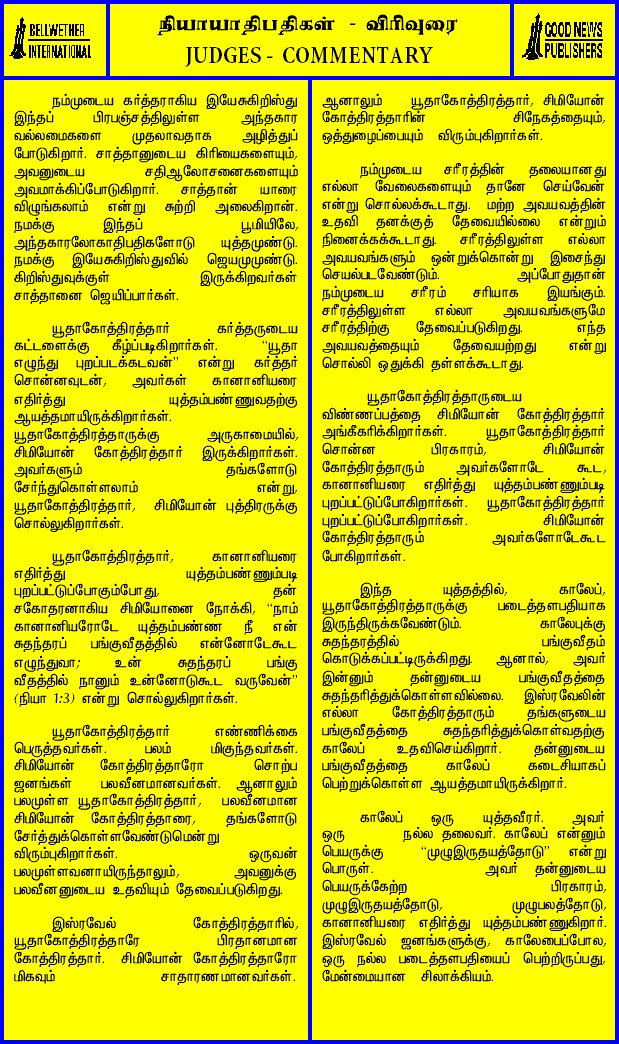 BELLWETHER
INTERNATIONAL
நியாயாதிபதிகள் - விரிவுரை
JUDGES - COMMENTARY
GOOD NEWS
PUBLISHERS
நம்முடைய கர்த்தராகிய இயேசுகிறிஸ்து
இந்தப் பிரபஞ்சத்திலுள்ள அந்தகார
வல்லமைகளை முதலாவதாக அழித்துப்
போடுகிறார். சாத்தானுடைய கிரியைகளையும்,
அவனுடைய சதிஆலோசனைகளையும்
அவமாக்கிப்போடுகிறார். சாத்தான் யாரை
விழுங்கலாம் என்று சுற்றி அலைகிறான்.
நமக்கு இந்தப் பூமியிலே,
அந்தகாரலோகாதிபதிகளோடு யுத்தமுண்டு.
நமக்கு இயேசுகிறிஸ்துவில் ஜெயமுமுண்டு.
கிறிஸ்துவுக்குள் இருக்கிறவர்கள்
சாத்தானை ஜெயிப்பார்கள்.
யூதாகோத்திரத்தார் கர்த்தருடைய
கட்டளைக்கு கீழ்ப்படிகிறார்கள். “யூதா
எழுந்து புறப்படக்கடவன்” என்று கர்த்தர்
சொன்னவுடன், அவர்கள் கானானியரை
எதிர்த்து யுத்தம்பண்ணுவதற்கு
ஆயத்தமாயிருக்கிறார்கள்.
யூதாகோத்திரத்தாருக்கு அருகாமையில்,
சிமியோன் கோத்திரத்தார் இருக்கிறார்கள்.
அவர்களும் தங்களோடு
சேர்ந்துகொள்ளலாம் என்று,
யூதாகோத்திரத்தார், சிமியோன் புத்திரருக்கு
சொல்லுகிறார்கள்.
யூதாகோத்திரத்தார், கானானியரை
எதிர்த்து யுத்தம்பண்ணும்படி
புறப்பட்டுப்போகும்போது, தன்
சகோதரனாகிய சிமியோனை நோக்கி, “நாம்
கானானியரோடே யுத்தம்பண்ண நீ என்
சுதந்தரப் பங்குவீதத்தில் என்னோடேகூட
எழுந்துவா; உன் சுதந்தரப் பங்கு
வீதத்தில் நானும் உன்னோடுகூட வருவேன்”
(நியா 1:3) என்று சொல்லுகிறார்கள்.
யூதாகோத்திரத்தார் எண்ணிக்கை
பெருத்தவர்கள். பலம் மிகுந்தவர்கள்.
சிமியோன் கோத்திரத்தாரோ சொற்ப
ஜனங்கள் பலவீனமானவர்கள். ஆனாலும்
பலமுள்ள யூதாகோத்திரத்தார், பலவீனமான
சிமியோன் கோத்திரத்தாரை, தங்களோடு
சேர்த்துக்கொள்ளவேண்டுமென்று
விரும்புகிறார்கள். ஒருவன்
பலமுள்ளவனாயிருந்தாலும், அவனுக்கு
பலவீனனுடைய உதவியும் தேவைப்படுகிறது.
இஸ்ரவேல் கோத்திரத்தாரில்,
யூதாகோத்திரத்தாரே பிரதானமான
கோத்திரத்தார். சிமியோன் கோத்திரத்தாரோ
மிகவும் சாதாரணமானவர்கள்.
ஆனாலும் யூதாகோத்திரத்தார், சிமியோன்
கோத்திரத்தாரின் சிநேகத்தையும்,
ஒத்துழைப்பையும் விரும்புகிறார்கள்.
நம்முடைய சரீரத்தின் தலையானது
எல்லா வேலைகளையும் தானே செய்வேன்
என்று சொல்லக்கூடாது. மற்ற அவயவத்தின்
உதவி தனக்குத் தேவையில்லை என்றும்
நினைக்கக்கூடாது. சரீரத்திலுள்ள எல்லா
அவயவங்களும் ஒன்றுக்கொன்று இசைந்து
செயல்படவேண்டும். அப்போதுதான்
நம்முடைய சரீரம் சரியாக இயங்கும்.
சரீரத்திலுள்ள எல்லா அவயவங்களுமே
சரீரத்திற்கு தேவைப்படுகிறது. எந்த
அவயவத்தையும் தேவையற்றது என்று
சொல்லி ஒதுக்கி தள்ளக்கூடாது.
யூதாகோத்திரத்தாருடைய
விண்ணப்பத்தை சிமியோன் கோத்திரத்தார்
அங்கீகரிக்கிறார்கள். யூதாகோத்திரத்தார்
சொன்ன பிரகாரம், சிமியோன்
கோத்திரத்தாரும் அவர்களோடே கூட,
கானானியரை எதிர்த்து யுத்தம்பண்ணும்படி
புறப்பட்டுப்போகிறார்கள். யூதாகோத்திரத்தார்
புறப்பட்டுப்போகிறார்கள். சிமியோன்
கோத்திரத்தாரும் அவர்களோடேகூட
போகிறார்கள்.
இந்த யுத்தத்தில், காலேப்,
யூதாகோத்திரத்தாருக்கு படைத்தளபதியாக
இருந்திருக்கவேண்டும். காலேபுக்கு
சுதந்தரத்தில் பங்குவீதம்
கொடுக்கப்பட்டிருக்கிறது. ஆனால், அவர்
இன்னும் தன்னுடைய பங்குவீதத்தை
சுதந்தரித்துக்கொள்ளவில்லை. இஸ்ரவேலின்
எல்லா கோத்திரத்தாரும் தங்களுடைய
பங்குவீதத்தை சுதந்தரித்துக்கொள்வதற்கு
காலேப் உதவிசெய்கிறார். தன்னுடைய
பங்குவீதத்தை காலேப் கடைசியாகப்
பெற்றுக்கொள்ள ஆயத்தமாயிருக்கிறார்.
காலேப் ஒரு யுத்தவீரர். அவர்
ஒரு நல்ல தலைவர். காலேப் என்னும்
பெயருக்கு “முழுஇருதயத்தோடு” என்று
பொருள். அவர் தன்னுடைய
பெயருக்கேற்ற பிரகாரம்,
முழுஇருதயத்தோடு, முழுபலத்தோடு,
கானானியரை எதிர்த்து யுத்தம்பண்ணுகிறார்.
இஸ்ரவேல் ஜனங்களுக்கு, காலேபைப்போல,
ஒரு நல்ல படைத்தளபதியைப் பெற்றிருப்பது,
மேன்மையான சிலாக்கியம்.